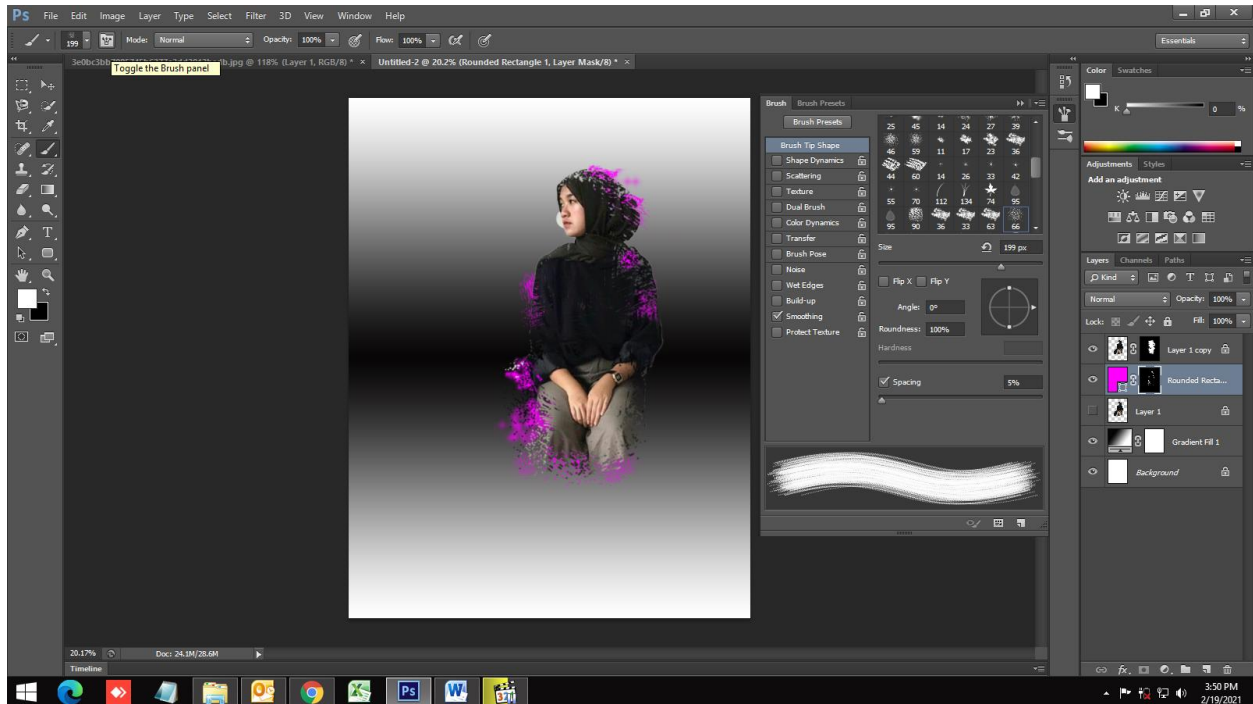 Ps File Edit Image Layer Type Select Filter 3D View Window Help
199 Mode: Normal Opacity: 100% Flow: 100% Essentials
@ 118% (Layer 1, RGB/8) * × Untitled-2 @ 20.2% (Rounded Rectangle 1, Layer Mask/8) * ×
Toggle the Brush panel
Brush Brush Presets
Brush Presets
Brush Tip Shape
Shape Dynamics
Scattering
Texture
Dual Brush
Color Dynamics
Transfer
Brush Pose
Noise
Wet Edges
Build-up
Smoothing
Protect Texture
25 45 14 24 27 39
46 59 11 17 23 36
44 60 14 26 33 42
55 70 112 134 74 95
95 90 36 33 63 66
Size 199 px
Flip X Flip Y
Angle: 0°
Roundness: 100%
Hardness
Spacing 5%
Color Swatches
K 0 %
Adjustments Styles
Add an adjustment
Layers Channels Paths
Kind
Normal Opacity: 100%
Lock: Fill: 100%
Layer 1 copy
Rounded Recta...
Layer 1
Gradient Fill 1
Background
20.17% Doc: 24.1M/28.6M
Timeline
Ps W 321
3:50 PM
2/19/2021